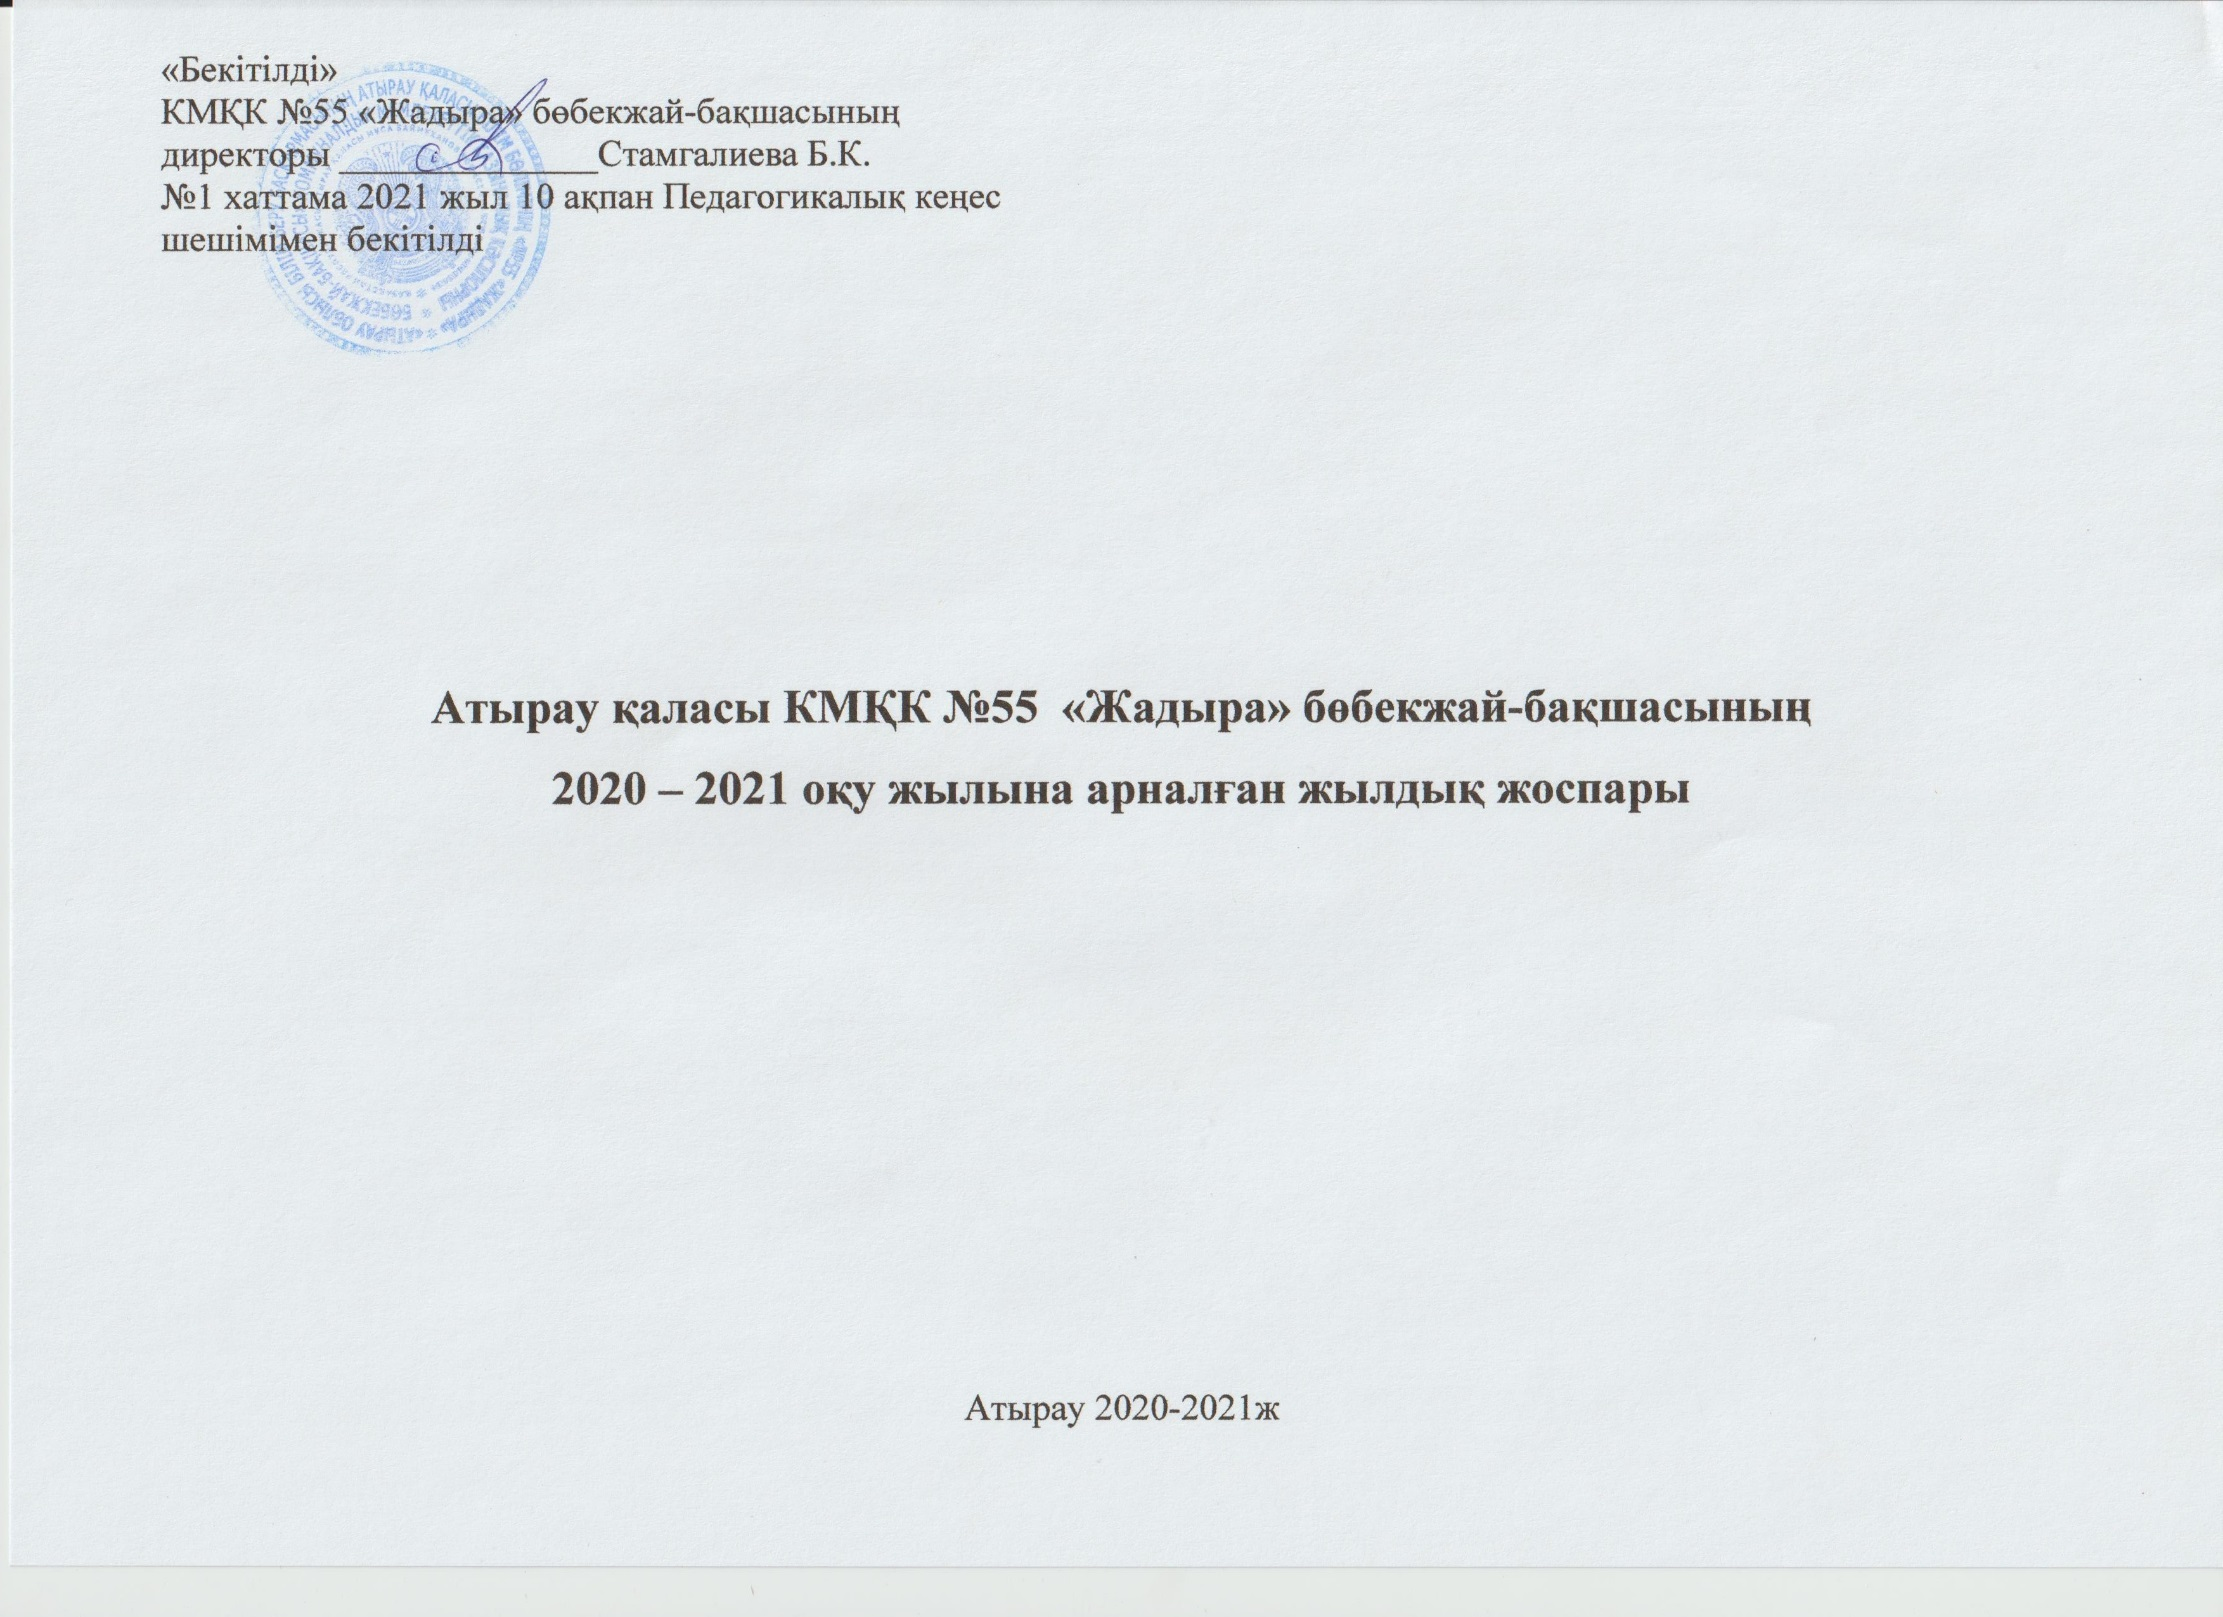 «Бекітілді»
КМҚК №55 «Жадыра» бөбекжай-бақшасының
директоры ______________Стамгалиева Б.К.
№1 хаттама 2021 жыл 10 ақпан Педагогикалық кеңес
шешімімен бекітілді
Атырау қаласы КМҚК №55 «Жадыра» бөбекжай-бақшасының
2020 – 2021 оқу жылына арналған жылдық жоспары
Атырау 2020-2021ж